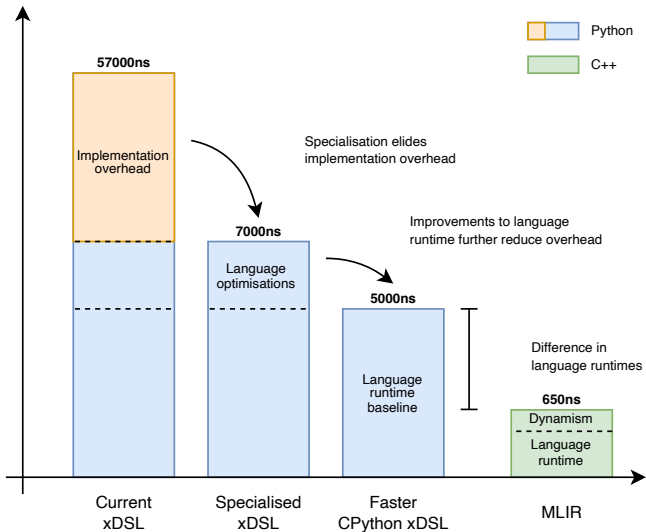 Python
C++
57000ns
Implementation
overhead
Specialisation elides
implementation overhead
7000ns
Language
optimisations
Improvements to language
runtime further reduce overhead
5000ns
Language
runtime
baseline
Difference in
language runtimes
650ns
Dynamism
Language
runtime
Current
xDSL
Specialised
xDSL
Faster
CPython xDSL
MLIR